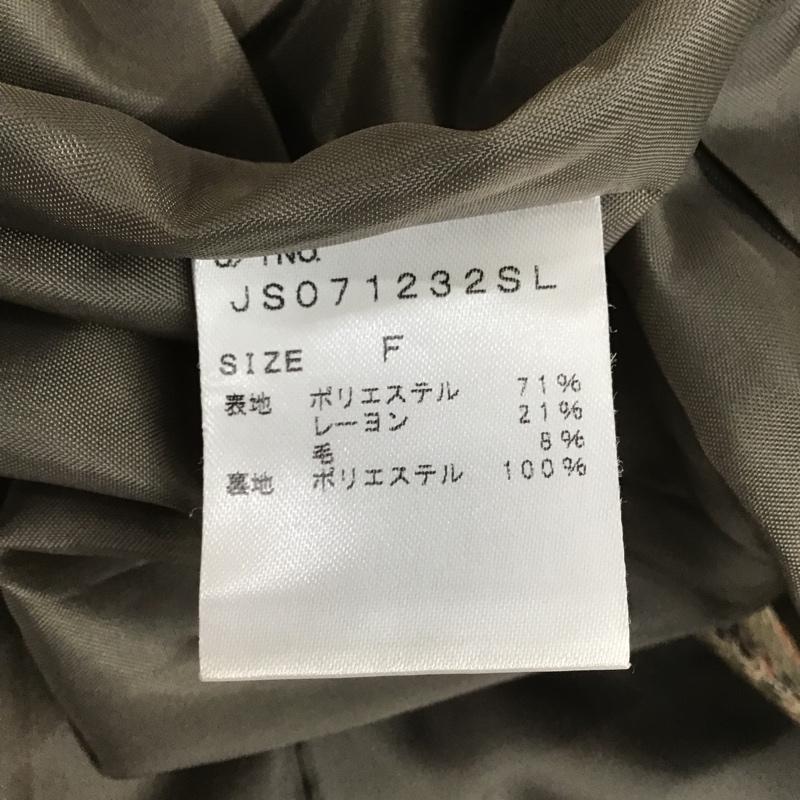 JS071232SL
SIZE F
表地 ポリエステル 71%
レーヨン 21%
毛 8%
裏地 ポリエステル 100%